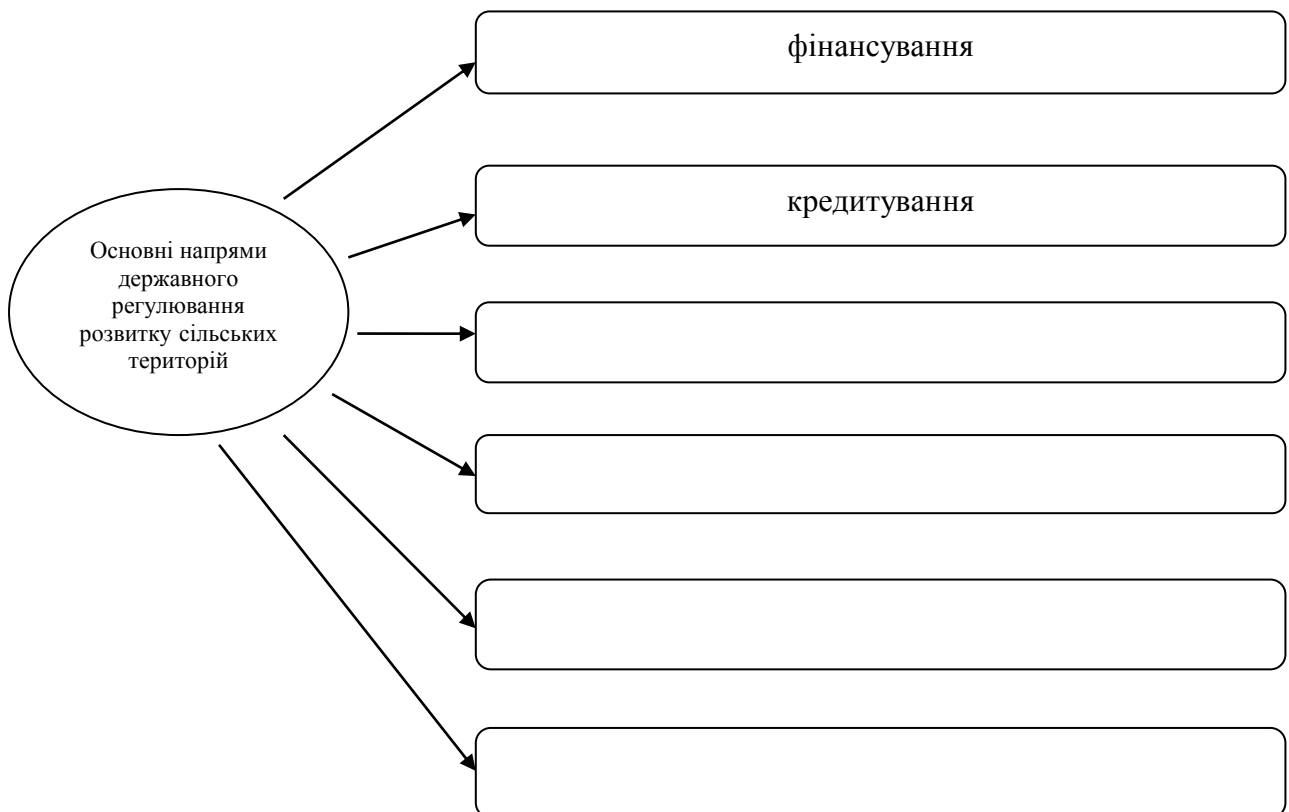 фінансування
кредитування
Основні напрями
державного
регулювання
розвитку сільських
територій